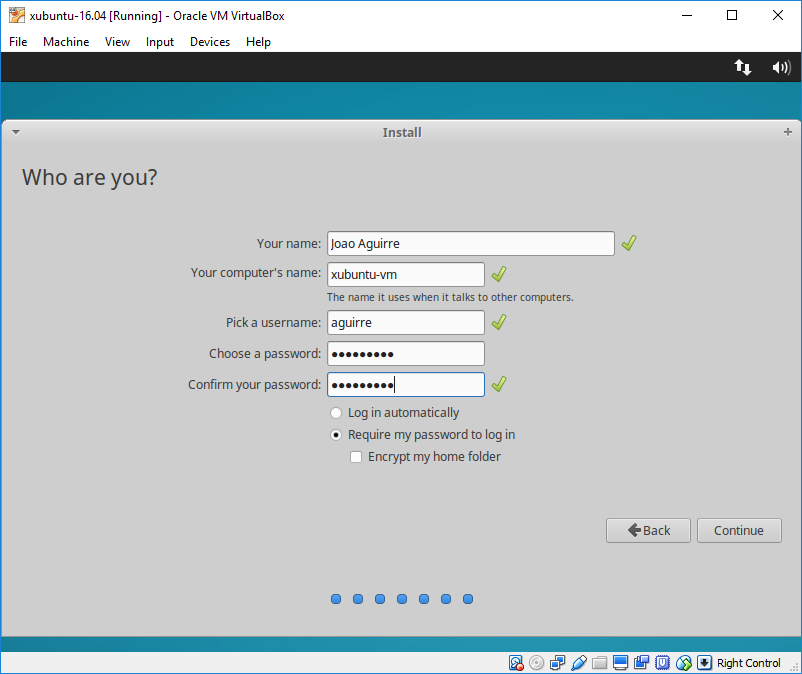 xubuntu-16.04 [Running] - Oracle VM VirtualBox
File Machine View Input Devices Help
Install
Who are you?
Your name: Joao Aguirre
Your computer's name: xubuntu-vm
The name it uses when it talks to other computers.
Pick a username: aguirre
Choose a password: ●●●●●●●●●
Confirm your password: ●●●●●●●●●
Log in automatically
Require my password to log in
Encrypt my home folder
Back Continue
Right Control